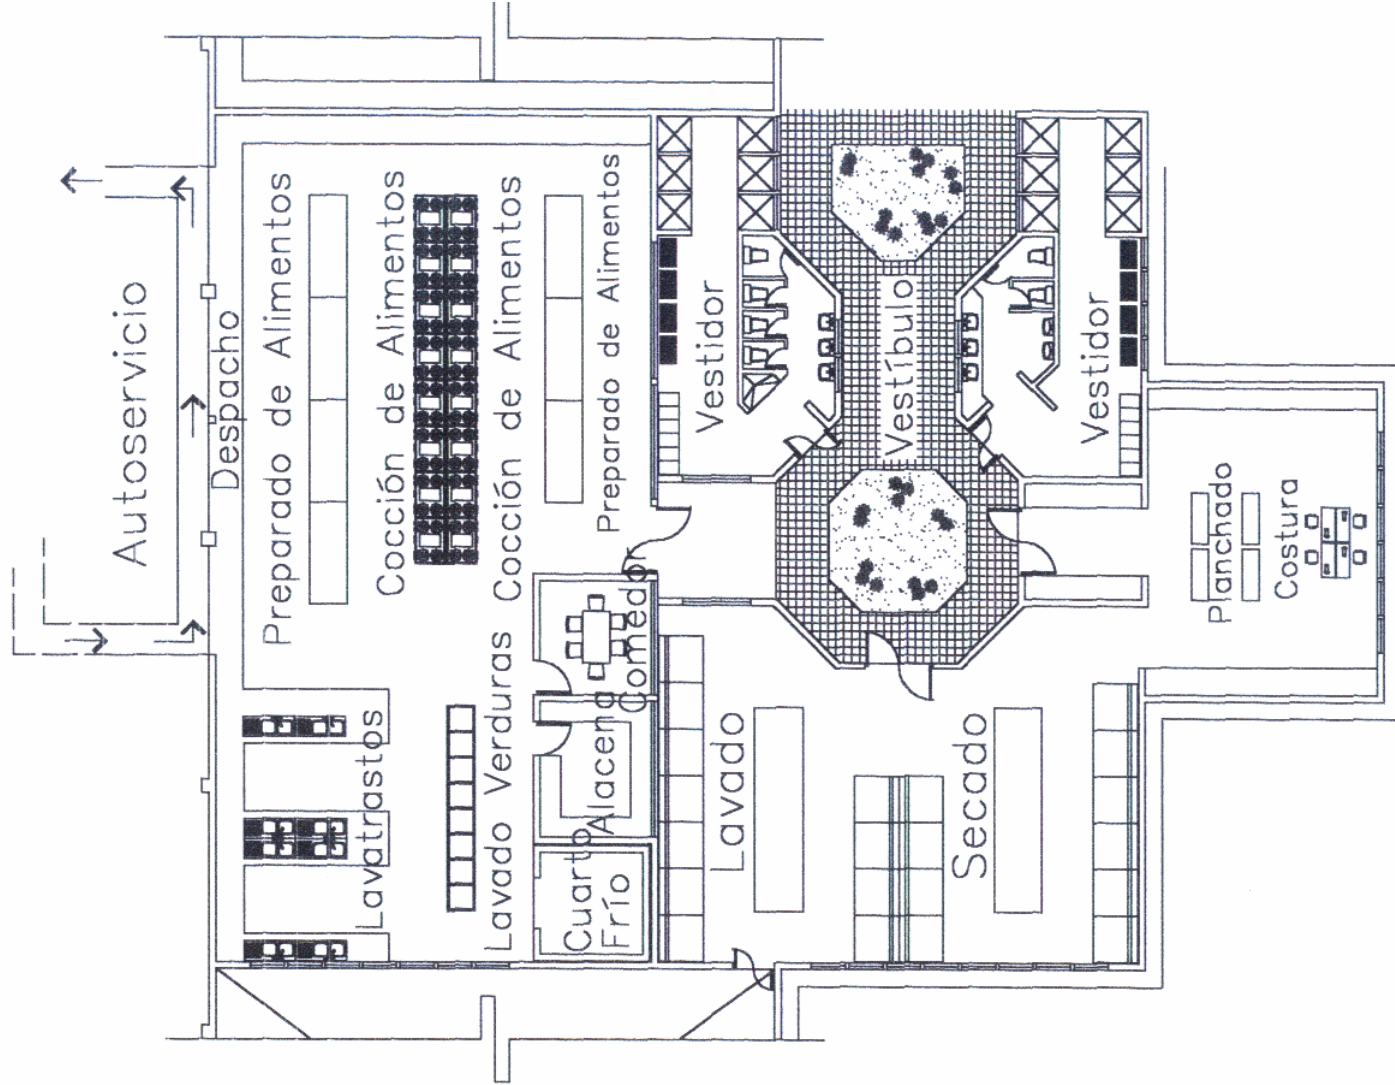 Autoservicio
Despacho
Preparado de Alimentos
Cocción de Alimentos
Cocción de Alimentos
Preparado de Alimentos
Lavatrastos
Lavado Verduras
Comedor
Alacena
Cuarto
Frío
Vestidor
Vestíbulo
Vestidor
Lavado
Secado
Planchado
Costura